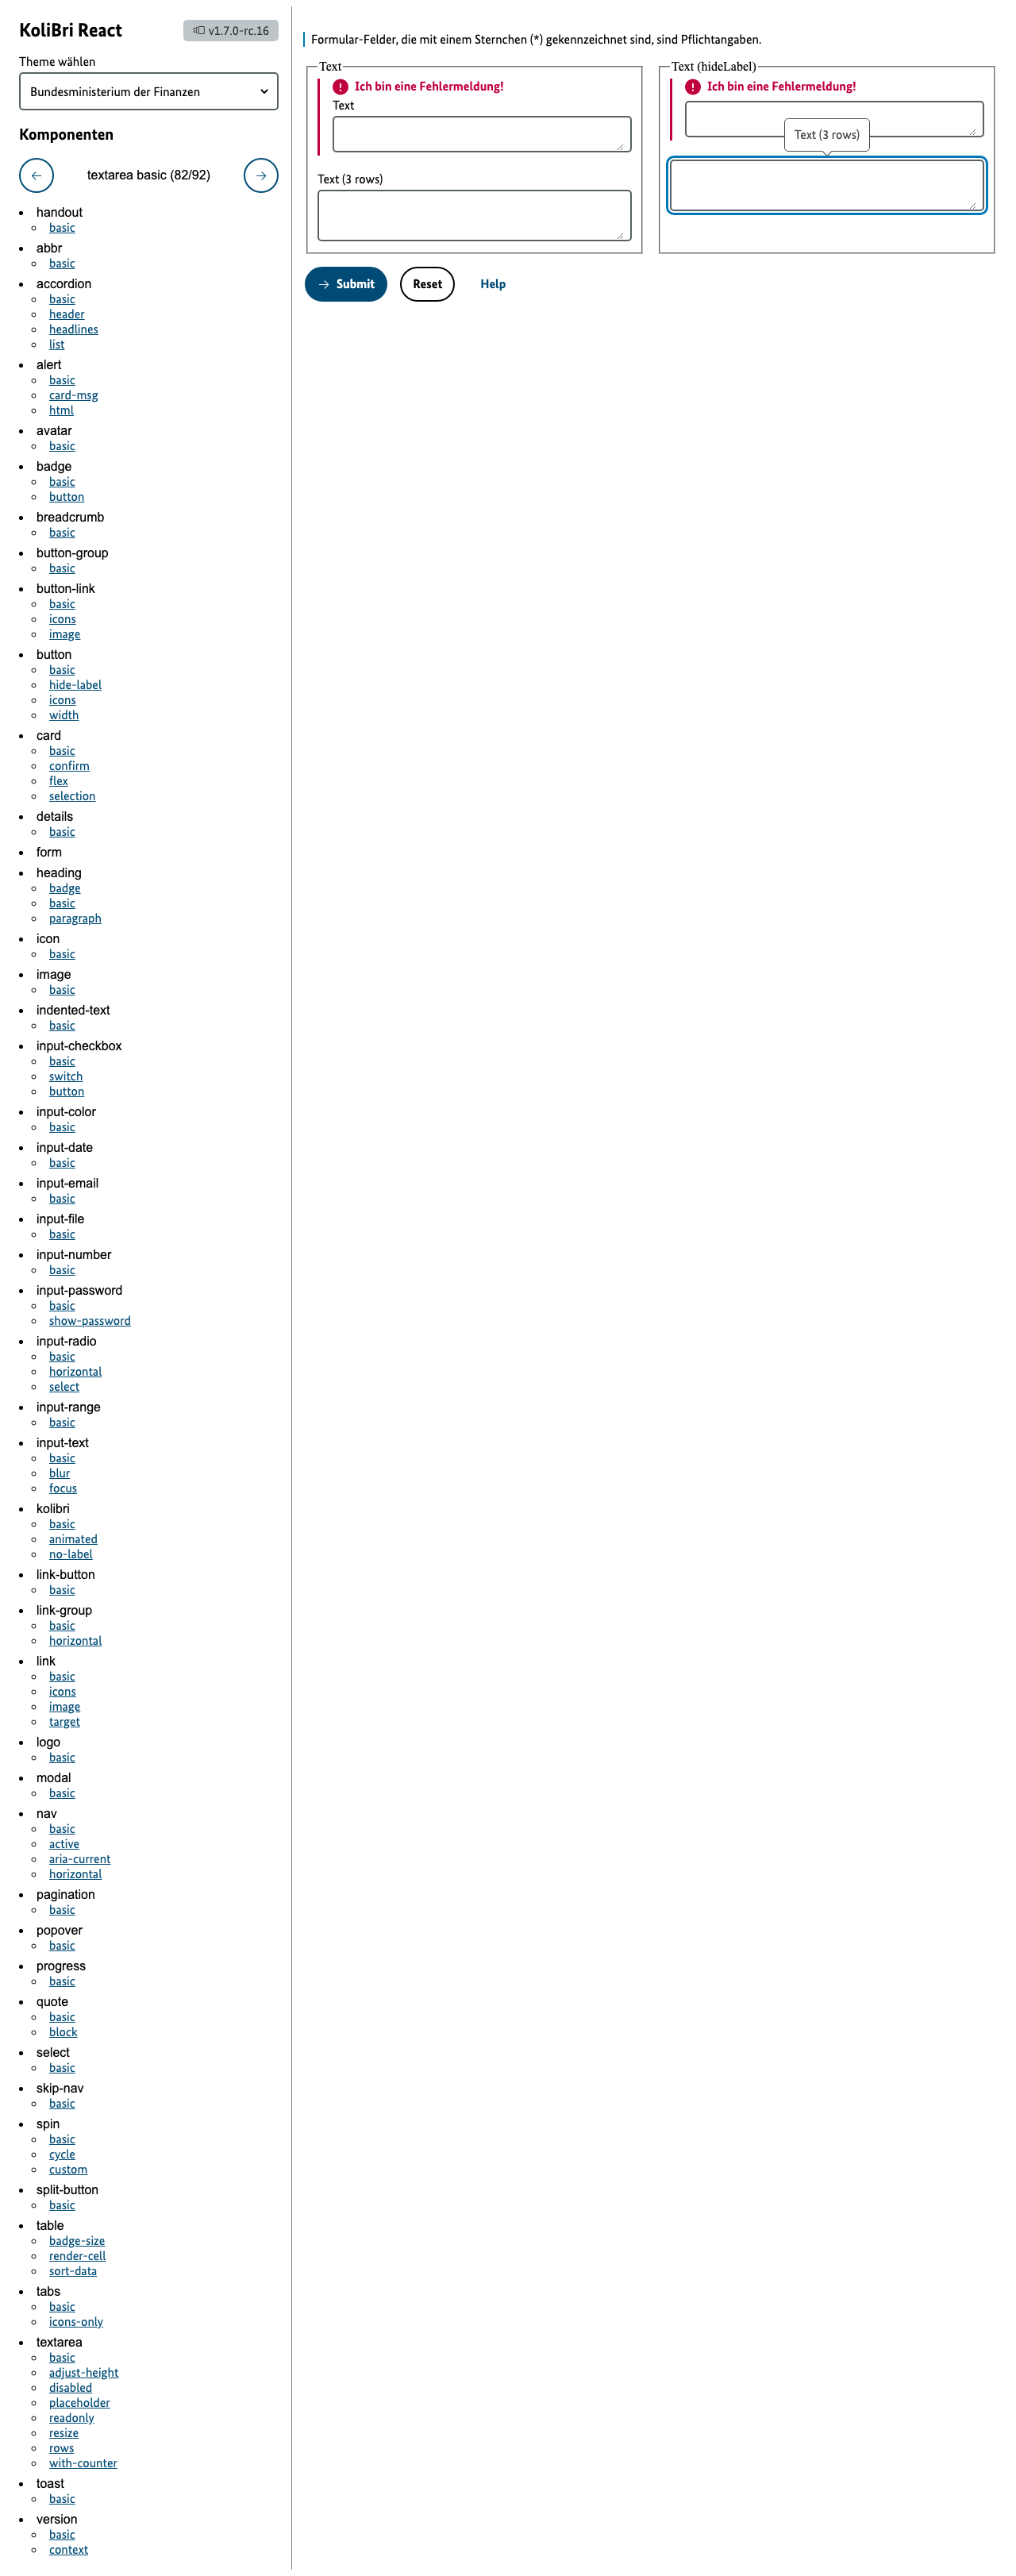 KoliBri React
v1.7.0-rc.16
Theme wählen
Bundesministerium der Finanzen
Komponenten
textarea basic (82/92)
handout
basic
abbr
basic
accordion
basic
header
headlines
list
alert
basic
card-msg
html
avatar
basic
badge
basic
button
breadcrumb
basic
button-group
basic
button-link
basic
icons
image
button
basic
hide-label
icons
width
card
basic
confirm
flex
selection
details
basic
form
heading
badge
basic
paragraph
icon
basic
image
basic
indented-text
basic
input-checkbox
basic
switch
button
input-color
basic
input-date
basic
input-email
basic
input-file
basic
input-number
basic
input-password
basic
show-password
input-radio
basic
horizontal
select
input-range
basic
input-text
basic
blur
focus
kolibri
basic
animated
no-label
link-button
basic
link-group
basic
horizontal
link
basic
icons
image
target
logo
basic
modal
basic
nav
basic
active
aria-current
horizontal
pagination
basic
popover
basic
progress
basic
quote
basic
block
select
basic
skip-nav
basic
spin
basic
cycle
custom
split-button
basic
table
badge-size
render-cell
sort-data
tabs
basic
icons-only
textarea
basic
adjust-height
disabled
placeholder
readonly
resize
rows
with-counter
toast
basic
version
basic
context
Formular-Felder, die mit einem Sternchen (*) gekennzeichnet sind, sind Pflichtangaben.
Text
Ich bin eine Fehlermeldung!
Text
Text (3 rows)
Text (hideLabel)
Ich bin eine Fehlermeldung!
Text (3 rows)
Submit
Reset
Help